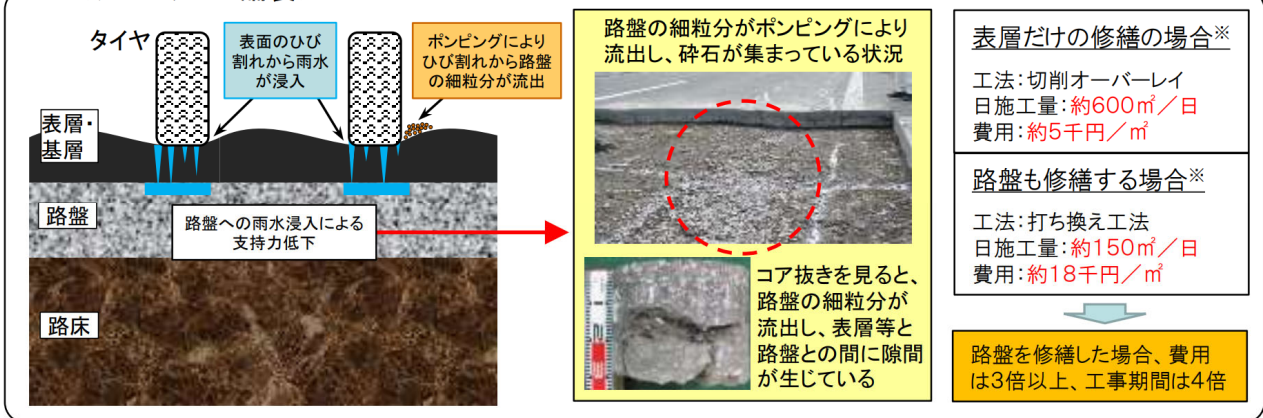 タイヤ
表面のひび
割れから雨水
が浸入
ポンピングにより
ひび割れから路盤
の細粒分が流出
表層・
基層
路盤
路盤への雨水浸入による
支持力低下
路床
路盤の細粒分がポンピングにより
流出し、砕石が集まっている状況
コア抜きを見ると、
路盤の細粒分が
流出し、表層等と
路盤との間に隙間
が生じている
表層だけの修繕の場合※
工法：切削オーバーレイ
日施工量：約600㎡／日
費用：約5千円／㎡
路盤も修繕する場合※
工法：打ち換え工法
日施工量：約150㎡／日
費用：約18千円／㎡
路盤を修繕した場合、費用
は3倍以上、工事期間は4倍